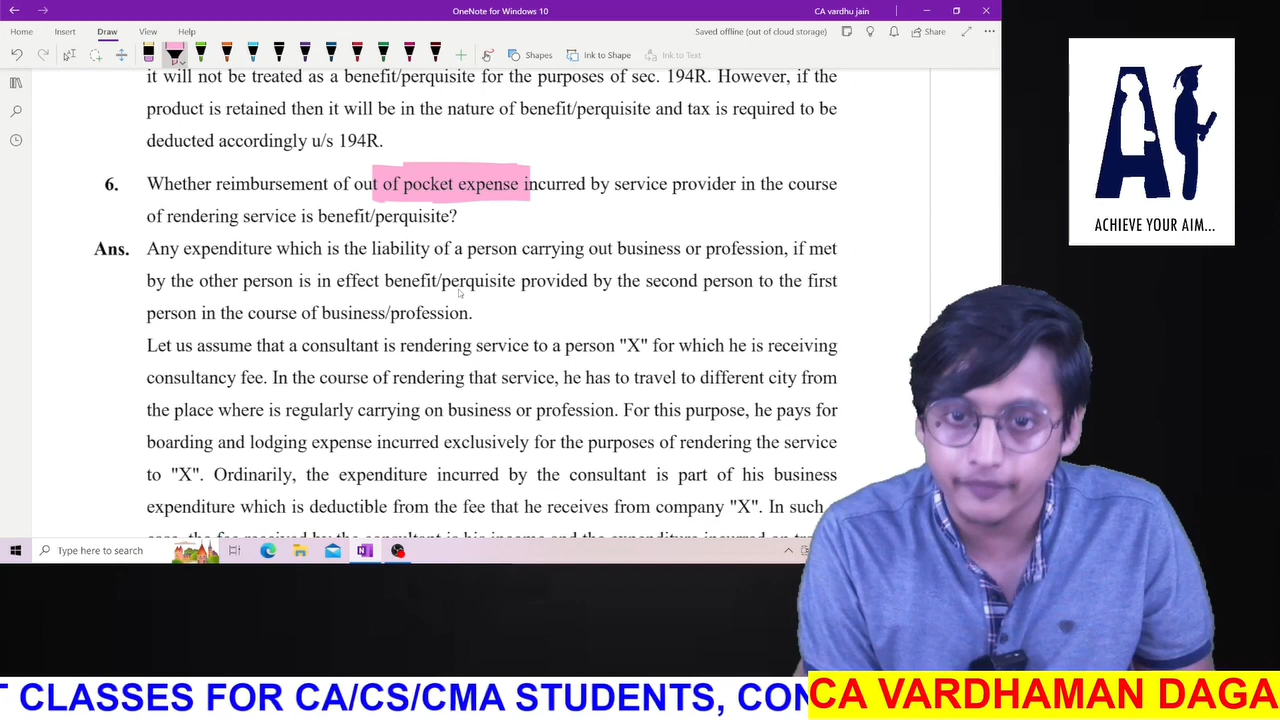 OneNote for Windows 10
CA vardhu jain
Home Insert Draw View Help
Saved offline (out of cloud storage)
Share
Shapes
Ink to Shape
Ink to Text
it will not be treated as a benefit/perquisite for the purposes of sec. 194R. However, if the
product is retained then it will be in the nature of benefit/perquisite and tax is required to be
deducted accordingly u/s 194R.
6. Whether reimbursement of out of pocket expense incurred by service provider in the course
of rendering service is benefit/perquisite?
Ans. Any expenditure which is the liability of a person carrying out business or profession, if met
by the other person is in effect benefit/perquisite provided by the second person to the first
person in the course of business/profession.
Let us assume that a consultant is rendering service to a person "X" for which he is receiving
consultancy fee. In the course of rendering that service, he has to travel to different city from
the place where is regularly carrying on business or profession. For this purpose, he pays for
boarding and lodging expense incurred exclusively for the purposes of rendering the service
to "X". Ordinarily, the expenditure incurred by the consultant is part of his business
expenditure which is deductible from the fee that he receives from company "X". In such
Type here to search
A
ACHIEVE YOUR AIM...
T CLASSES FOR CA/CS/CMA STUDENTS, CON
CA VARDHAMAN DAGA